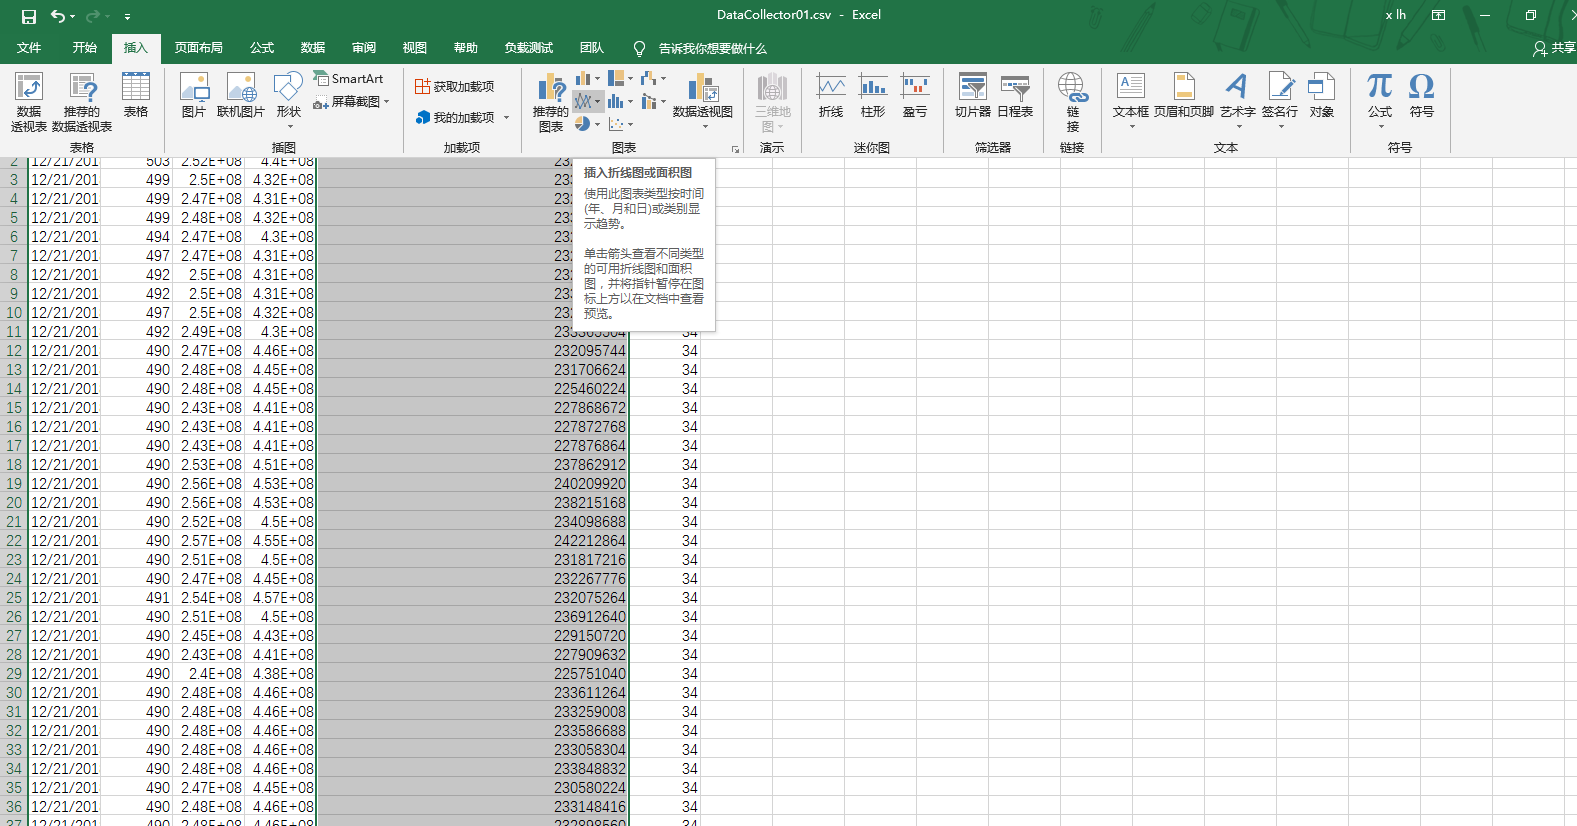 DataCollector01.csv - Excel
x lh
文件 开始 插入 页面布局 公式 数据 审阅 视图 帮助 负载测试 团队 告诉我你想要做什么 共享
数据
透视表
推荐的
数据透视表
表格
表格
图片
联机图片
形状
SmartArt
屏幕截图
插图
获取加载项
我的加载项
加载项
推荐的
图表
数据透视图
图表
三维地
图
演示
折线
柱形
盈亏
迷你图
切片器
日程表
筛选器
链
接
链接
文本框
页眉和页脚
艺术字
签名行
对象
文本
公式
符号
符号
插入折线图或面积图
使用此图表类型按时间
(年、月和日)或类别显
示趋势。
单击箭头查看不同类型
的可用折线图和面积
图，并将指针暂停在图
标上方以在文档中查看
预览。
2 12/21/201 503 2.52E+08 4.4E+08 23
3 12/21/201 499 2.5E+08 4.32E+08 233
4 12/21/201 499 2.47E+08 4.31E+08 232
5 12/21/201 499 2.48E+08 4.32E+08 233
6 12/21/201 494 2.47E+08 4.3E+08 232
7 12/21/201 497 2.47E+08 4.31E+08 232
8 12/21/201 492 2.5E+08 4.31E+08 232
9 12/21/201 492 2.5E+08 4.31E+08 233
10 12/21/201 497 2.5E+08 4.32E+08 233
11 12/21/201 492 2.49E+08 4.3E+08 34
12 12/21/201 490 2.47E+08 4.46E+08 232095744 34
13 12/21/201 490 2.48E+08 4.45E+08 231706624 34
14 12/21/201 490 2.48E+08 4.45E+08 225460224 34
15 12/21/201 490 2.43E+08 4.41E+08 227868672 34
16 12/21/201 490 2.43E+08 4.41E+08 227872768 34
17 12/21/201 490 2.43E+08 4.41E+08 227876864 34
18 12/21/201 490 2.53E+08 4.51E+08 237862912 34
19 12/21/201 490 2.56E+08 4.53E+08 240209920 34
20 12/21/201 490 2.56E+08 4.53E+08 238215168 34
21 12/21/201 490 2.52E+08 4.5E+08 234098688 34
22 12/21/201 490 2.57E+08 4.55E+08 242212864 34
23 12/21/201 490 2.51E+08 4.5E+08 231817216 34
24 12/21/201 490 2.47E+08 4.45E+08 232267776 34
25 12/21/201 491 2.54E+08 4.57E+08 232075264 34
26 12/21/201 490 2.51E+08 4.5E+08 236912640 34
27 12/21/201 490 2.45E+08 4.43E+08 229150720 34
28 12/21/201 490 2.43E+08 4.41E+08 227909632 34
29 12/21/201 490 2.4E+08 4.38E+08 225751040 34
30 12/21/201 490 2.48E+08 4.46E+08 233611264 34
31 12/21/201 490 2.48E+08 4.46E+08 233259008 34
32 12/21/201 490 2.48E+08 4.46E+08 233586688 34
33 12/21/201 490 2.48E+08 4.46E+08 233058304 34
34 12/21/201 490 2.48E+08 4.46E+08 233848832 34
35 12/21/201 490 2.47E+08 4.45E+08 230580224 34
36 12/21/201 490 2.48E+08 4.46E+08 233148416 34
37 12/21/201 490 2.48E+08 4.46E+08 232898560 34